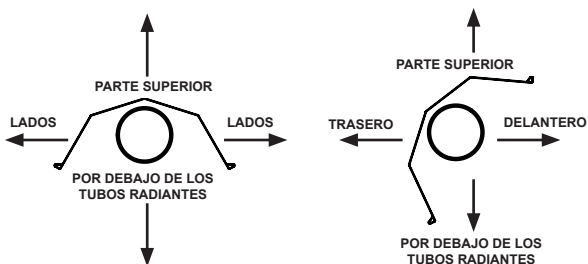 PARTE SUPERIOR
LADOS
LADOS
POR DEBAJO DE LOS
TUBOS RADIANTES
PARTE SUPERIOR
TRASERO
DELANTERO
POR DEBAJO DE LOS
TUBOS RADIANTES